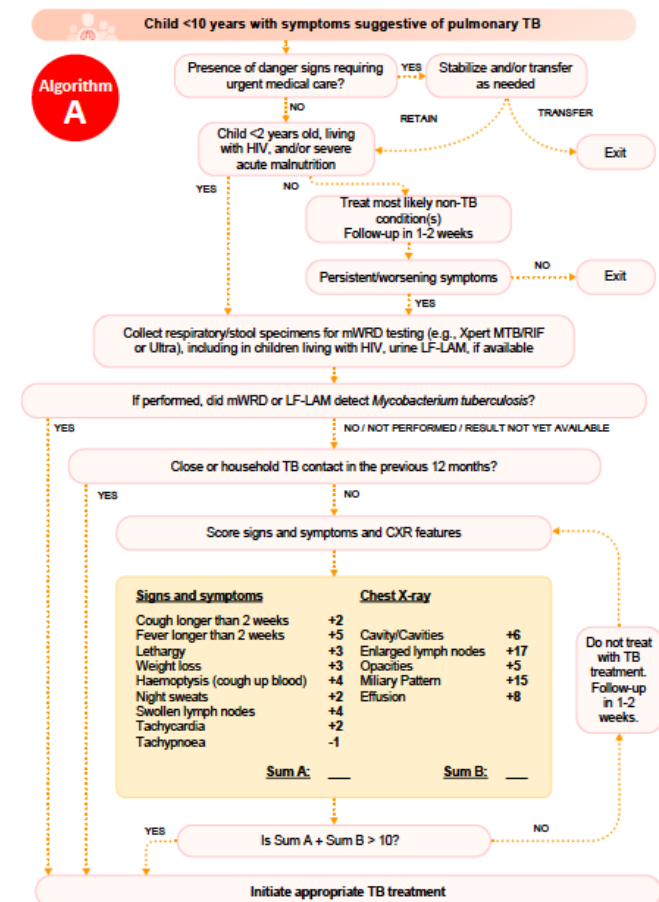 Child <10 years with symptoms suggestive of pulmonary TB
Algorithm
A
Presence of danger signs requiring
urgent medical care?
YES
Stabilize and/or transfer
as needed
NO
RETAIN
TRANSFER
Child <2 years old, living
with HIV, and/or severe
acute malnutrition
Exit
YES
NO
Treat most likely non-TB
condition(s)
Follow-up in 1-2 weeks
Persistent/worsening symptoms
NO
Exit
YES
Collect respiratory/stool specimens for mWRD testing (e.g., Xpert MTB/RIF
or Ultra), including in children living with HIV, urine LF-LAM, if available
If performed, did mWRD or LF-LAM detect Mycobacterium tuberculosis?
YES
NO / NOT PERFORMED / RESULT NOT YET AVAILABLE
Close or household TB contact in the previous 12 months?
YES
NO
Score signs and symptoms and CXR features
Signs and symptoms
Cough longer than 2 weeks +2
Fever longer than 2 weeks +5
Lethargy +3
Weight loss +3
Haemoptysis (cough up blood) +4
Night sweats +2
Swollen lymph nodes +4
Tachycardia +2
Tachypnoea -1
Sum A: ___
Chest X-ray
Cavity/Cavities +6
Enlarged lymph nodes +17
Opacities +5
Miliary Pattern +15
Effusion +8
Sum B: ___
Do not treat
with TB
treatment.
Follow-up
in 1-2
weeks.
Is Sum A + Sum B > 10?
YES
NO
Initiate appropriate TB treatment